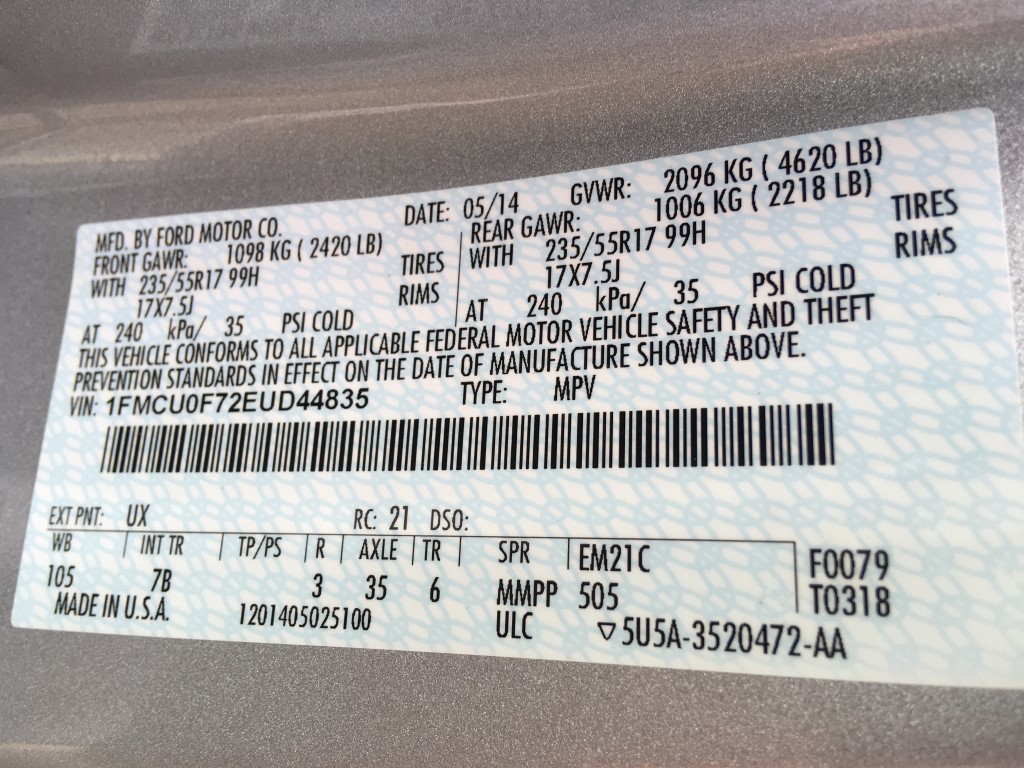 MFD. BY FORD MOTOR CO. DATE: 05/14 GVWR: 2096 KG ( 4620 LB)
FRONT GAWR: 1098 KG ( 2420 LB) REAR GAWR: 1006 KG ( 2218 LB)
WITH 235/55R17 99H TIRES WITH 235/55R17 99H TIRES
17X7.5J RIMS 17X7.5J RIMS
AT 240 kPa/ 35 PSI COLD AT 240 kPa/ 35 PSI COLD
THIS VEHICLE CONFORMS TO ALL APPLICABLE FEDERAL MOTOR VEHICLE SAFETY AND THEFT
PREVENTION STANDARDS IN EFFECT ON THE DATE OF MANUFACTURE SHOWN ABOVE.
VIN: 1FMCU0F72EUD44835 TYPE: MPV
EXT PNT: UX RC: 21 DSO:
WB INT TR TP/PS R AXLE TR SPR EM21C F0079
105 7B 3 35 6 MMPP 505 T0318
MADE IN U.S.A. 1201405025100 ULC ▽5U5A-3520472-AA